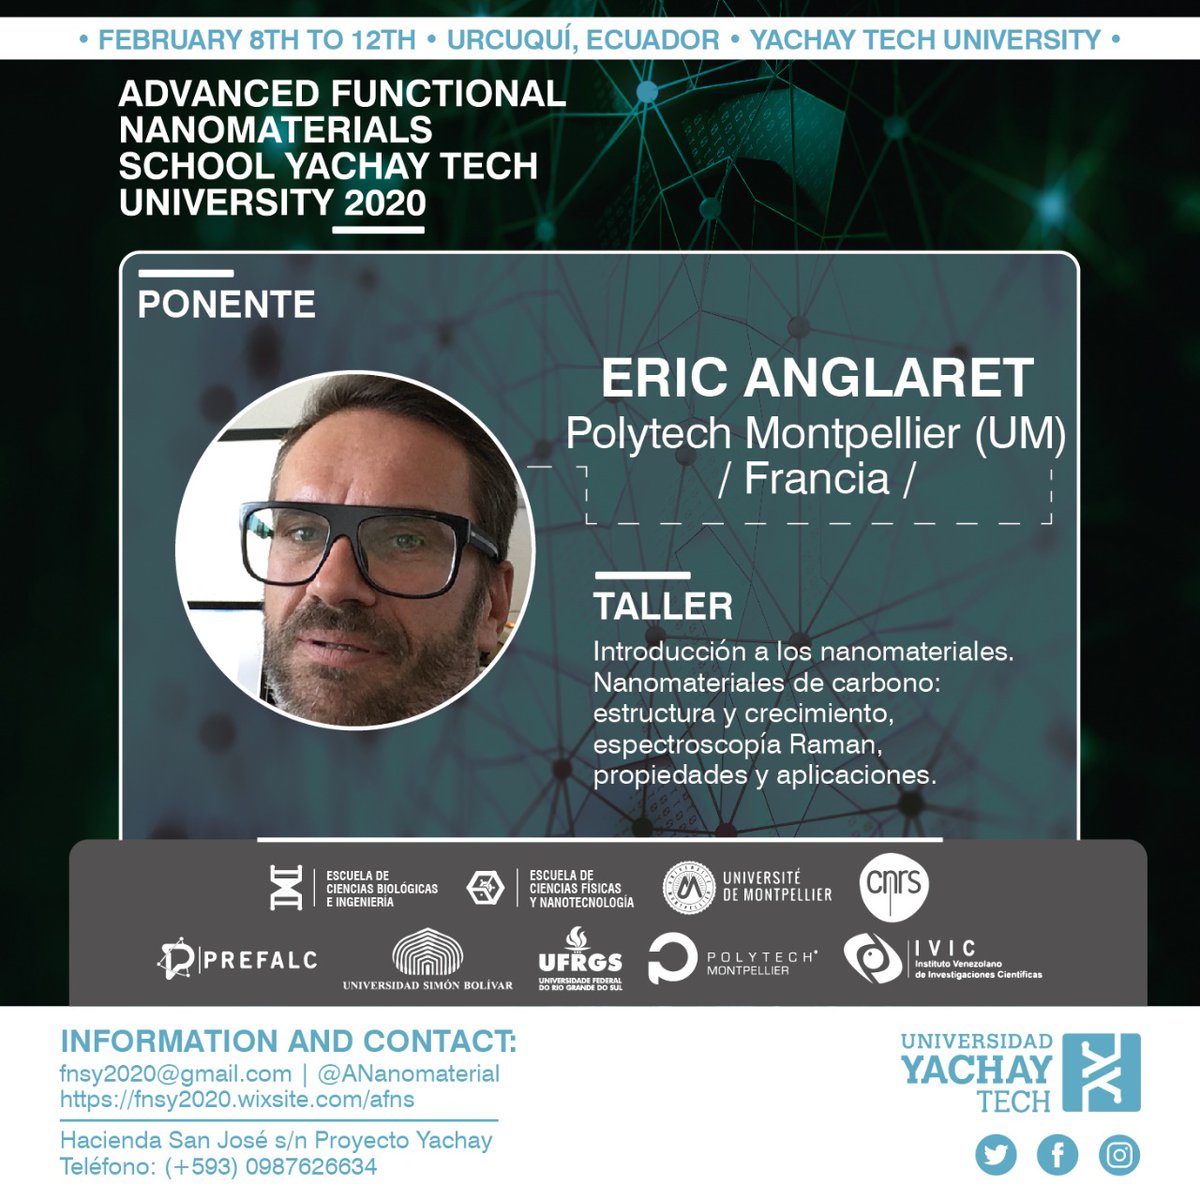 • FEBRUARY 8TH TO 12TH • URCUQUÍ, ECUADOR • YACHAY TECH UNIVERSITY •
ADVANCED FUNCTIONAL
NANOMATERIALS
SCHOOL YACHAY TECH
UNIVERSITY 2020
PONENTE
ERIC ANGLARET
Polytech Montpellier (UM)
/ Francia /
TALLER
Introducción a los nanomateriales.
Nanomateriales de carbono:
estructura y crecimiento,
espectroscopía Raman,
propiedades y aplicaciones.
ESCUELA DE
CIENCIAS BIOLÓGICAS
E INGENIERÍA
ESCUELA DE
CIENCIAS FÍSICAS
Y NANOTECNOLOGÍA
UNIVERSITÉ
DE MONTPELLIER
cnrs
PREFALC
UNIVERSIDAD SIMÓN BOLÍVAR
UFRGS
UNIVERSIDADE FEDERAL
DO RIO GRANDE DO SUL
POLYTECH
MONTPELLIER
IVIC
Instituto Venezolano
de Investigaciones Científicas
INFORMATION AND CONTACT:
fnsy2020@gmail.com | @ANanomaterial
https://fnsy2020.wixsite.com/afns
Hacienda San José s/n Proyecto Yachay
Teléfono: (+593) 0987626634
UNIVERSIDAD
YACHAY
TECH